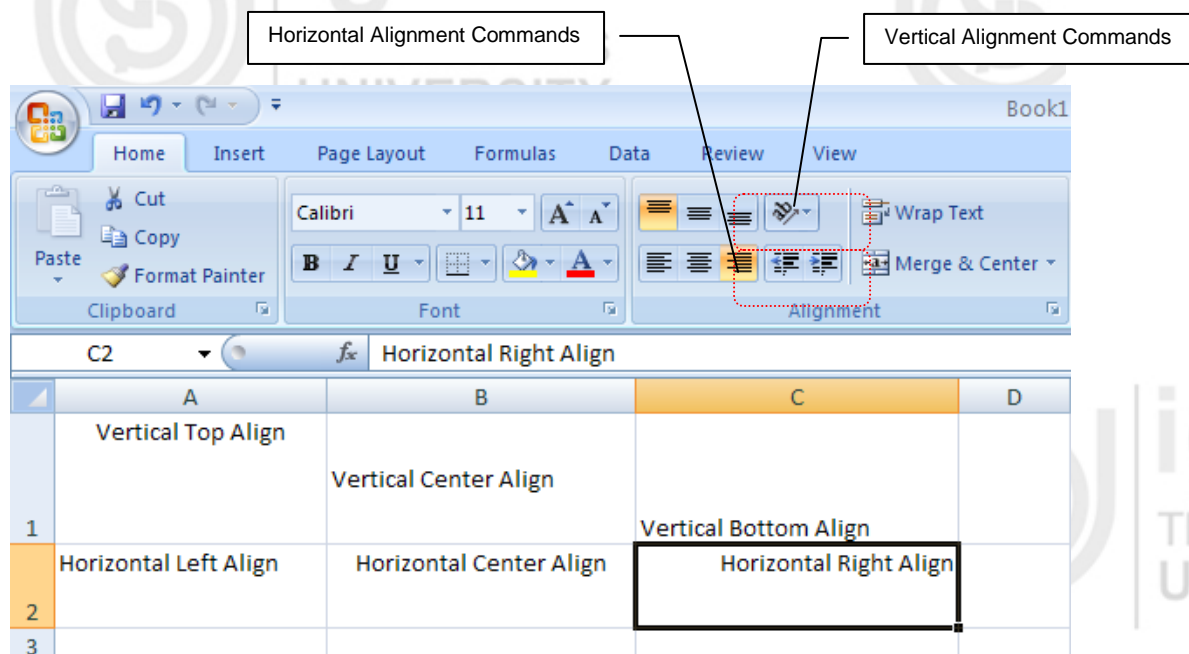 Horizontal Alignment Commands
Vertical Alignment Commands
UNIVERSITY
Book1
Home Insert Page Layout Formulas Data Review View
Cut
Copy
Paste
Format Painter
Calibri 11 A A
B I U A
Wrap Text
Merge & Center
Clipboard Font Alignment
C2 fx Horizontal Right Align
A B C D
Vertical Top Align
Vertical Center Align
1 Vertical Bottom Align
Horizontal Left Align Horizontal Center Align Horizontal Right Align
2
3